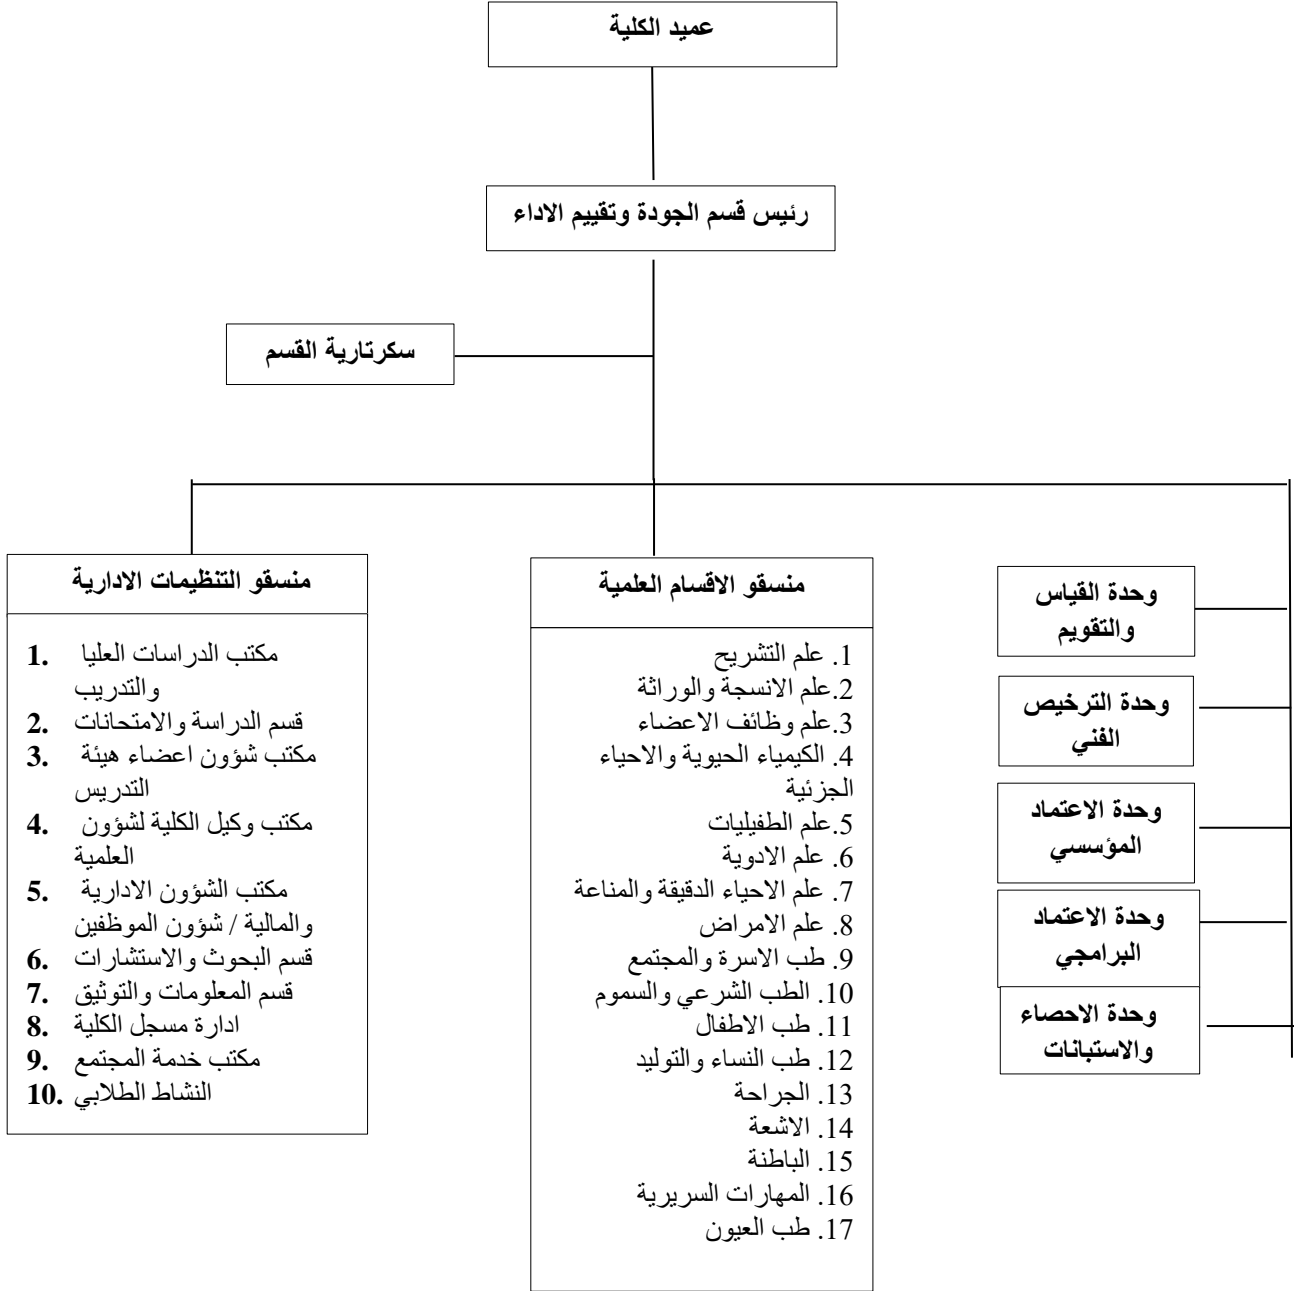 عميد الكلية
رئيس قسم الجودة وتقييم الاداء
سكرتارية القسم
وحدة القياس
والتقويم
وحدة الترخيص
الفني
وحدة الاعتماد
المؤسسي
وحدة الاعتماد
البرامجي
وحدة الاحصاء
والاستبانات
منسقو الاقسام العلمية
1. علم التشريح
2.علم الانسجة والوراثة
3.علم وظائف الاعضاء
4. الكيمياء الحيوية والاحياء
الجزئية
5.علم الطفيليات
6. علم الادوية
7. علم الاحياء الدقيقة والمناعة
8. علم الامراض
9. طب الاسرة والمجتمع
10. الطب الشرعي والسموم
11. طب الاطفال
12. طب النساء والتوليد
13. الجراحة
14. الاشعة
15. الباطنة
16. المهارات السريرية
17. طب العيون
منسقو التنظيمات الادارية
1. مكتب الدراسات العليا
والتدريب
2. قسم الدراسة والامتحانات
3. مكتب شؤون اعضاء هيئة
التدريس
4. مكتب وكيل الكلية لشؤون
العلمية
5. مكتب الشؤون الادارية
والمالية / شؤون الموظفين
6. قسم البحوث والاستشارات
7. قسم المعلومات والتوثيق
8. ادارة مسجل الكلية
9. مكتب خدمة المجتمع
10. النشاط الطلابي